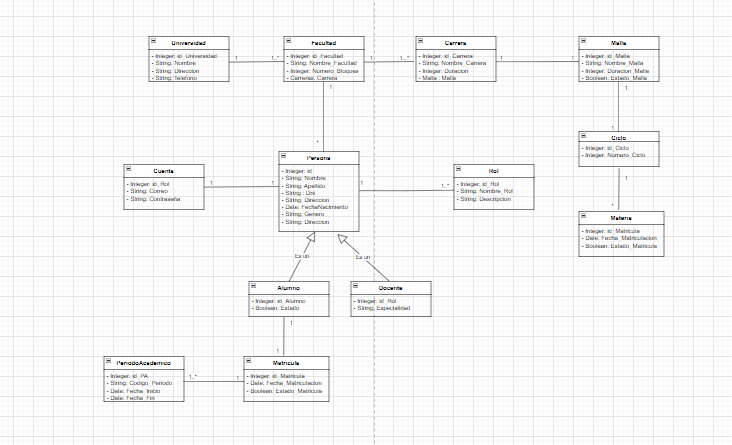 Universidad
- Integer: id_Universidad
- String: Nombre
- String: Direccion
- String: Telefono
1
1..*
Facultad
- Integer: id_Facultad
- String: Nombre_Facultad
- Integer: Numero_Bloques
- Carreras: Carrera
1
1..*
Carrera
- Integer: id_Carrera
- String: Nombre_Carrera
- Integer: Duracion
- Malla : Malla
1
1
Malla
- Integer: id_Malla
- String: Nombre_Malla
- Integer: Duracion_Malla
- Boolean: Estado_Malla
1
1
1
*
Ciclo
- Integer: id_Ciclo
- Integer: Numero_Ciclo
1
*
Materia
- Integer: id_Matricula
- Date: Fecha_Matriculacion
- Boolean: Estado_Matricula
Cuenta
- Integer: id_Rol
- String: Correo
- String: Contraseña
1
1
Persona
- Integer: id
- String: Nombre
- String: Apellido
- String : Dni
- String: Direccion
- Date: FechaNacimiento
- String: Genero
- String: Direccion
1
1..*
Rol
- Integer: id_Rol
- String: Nombre_Rol
- String: Descripcion
Es un
Es un
Alumno
- Integer: id_Alumno
- Boolean: Estado
Docente
- Integer: id_Rol
- String: Especialidad
1
1
PeriodoAcademico
- Integer: id_PA
- String: Codigo_Periodo
- Date: Fecha_Inicio
- Date: Fecha_Fin
1..*
1
Matricula
- Integer: id_Matricula
- Date: Fecha_Matriculacion
- Boolean: Estado_Matricula